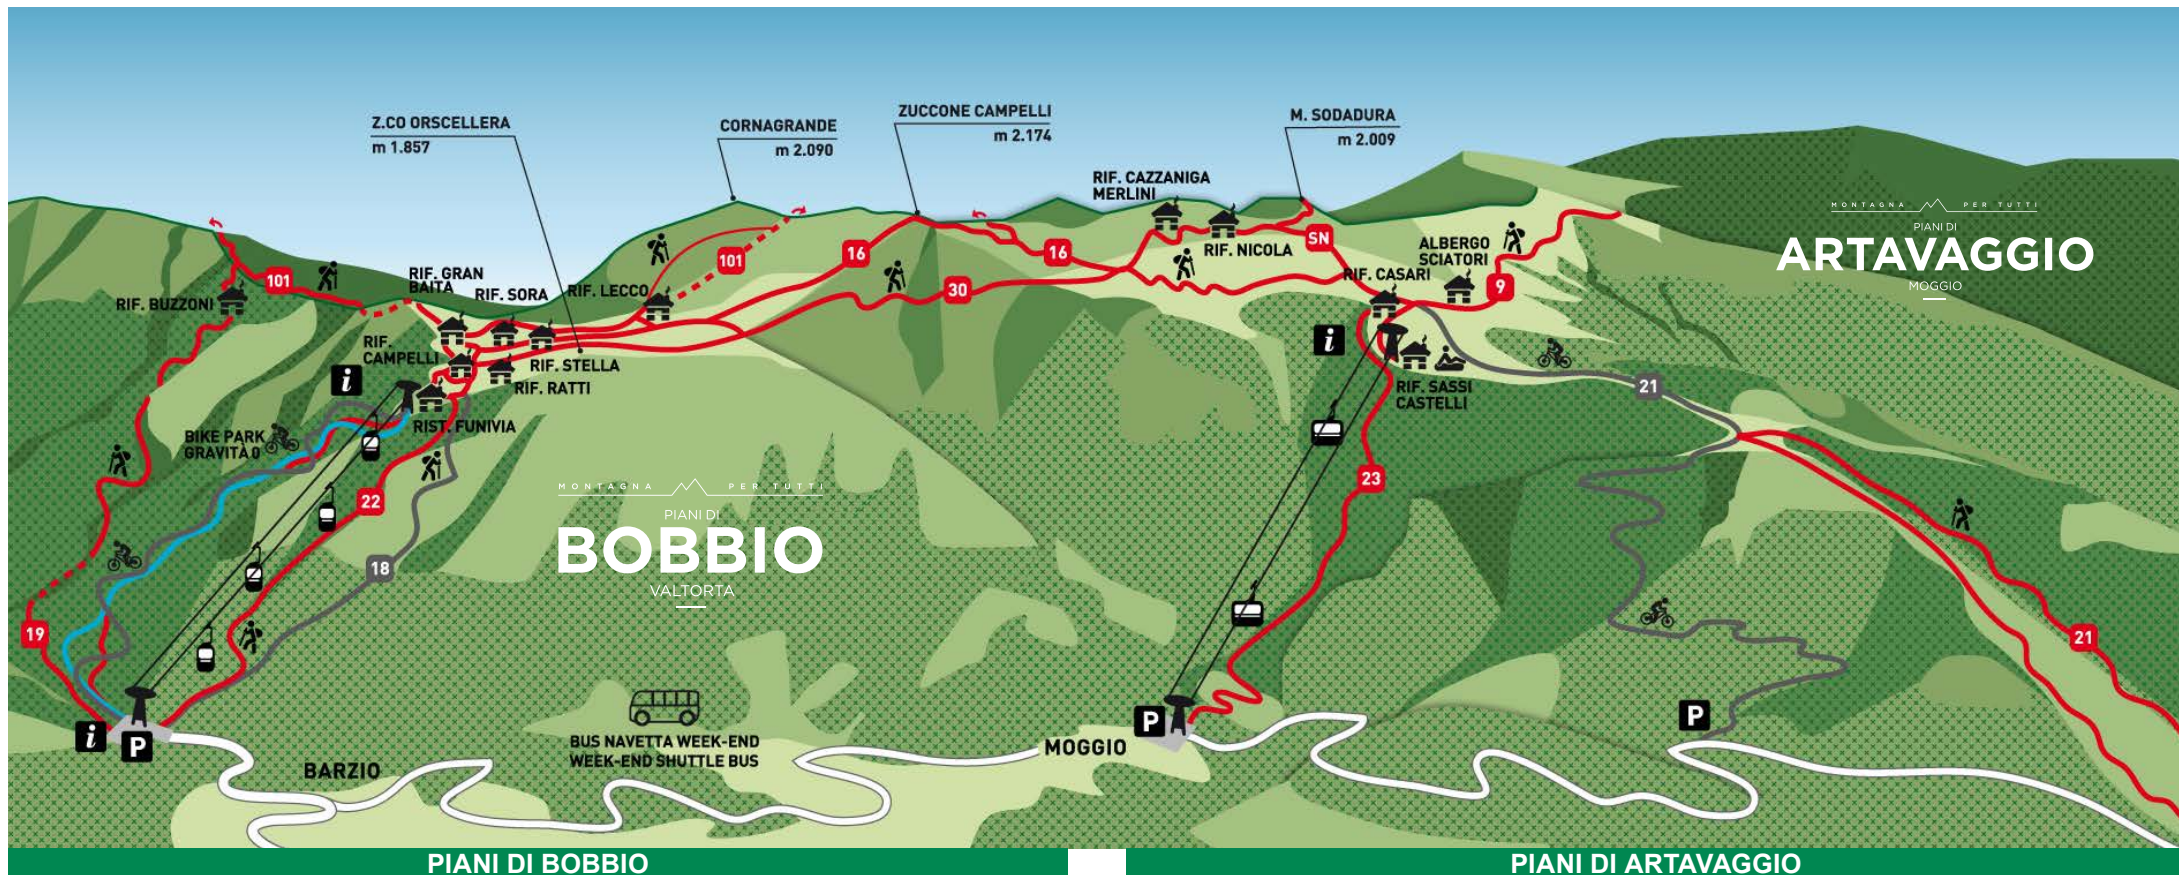 Z.CO ORSCELLERA
m 1.857
CORNAGRANDE
m 2.090
ZUCCONE CAMPELLI
m 2.174
M. SODADURA
m 2.009
RIF. CAZZANIGA
MERLINI
RIF. NICOLA
SN
ALBERGO
SCIATORI
RIF. CASARI
9
MONTAGNA PER TUTTI
PIANI DI
ARTAVAGGIO
MOGGIO
101
RIF. BUZZONI
RIF. GRAN
BAITA
RIF. SORA
RIF. LECCO
101
16
16
30
RIF.
CAMPELLI
RIF. STELLA
RIF. RATTI
i
RIST. FUNIVIA
BIKE PARK
GRAVITÀ 0
i
RIF. SASSI
CASTELLI
21
22
23
18
19
21
MONTAGNA PER TUTTI
PIANI DI
BOBBIO
VALTORTA
i
P
BARZIO
BUS NAVETTA WEEK-END
WEEK-END SHUTTLE BUS
MOGGIO
P
P
PIANI DI BOBBIO
PIANI DI ARTAVAGGIO